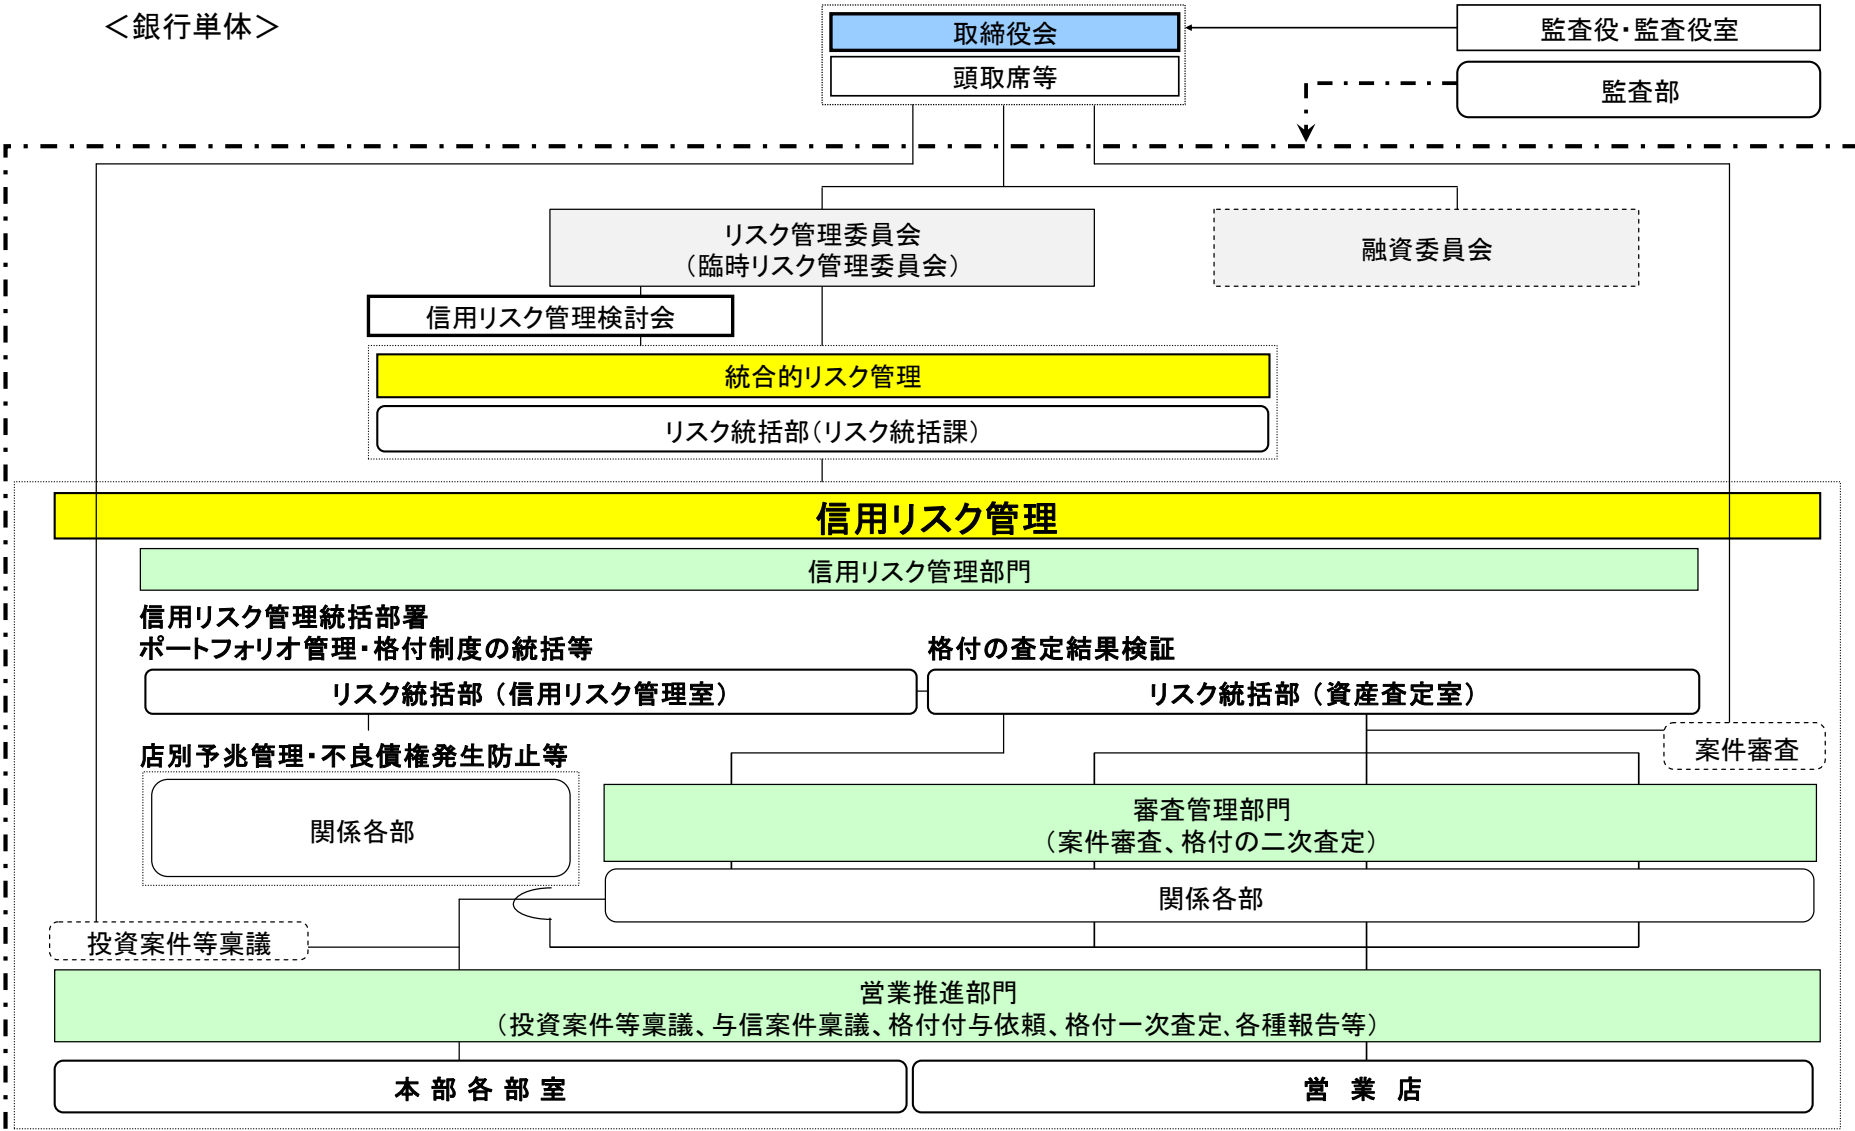 ＜銀行単体＞
取締役会
頭取席等
監査役・監査役室
監査部
リスク管理委員会
（臨時リスク管理委員会）
融資委員会
信用リスク管理検討会
統合的リスク管理
リスク統括部（リスク統括課）
信用リスク管理
信用リスク管理部門
信用リスク管理統括部署
ポートフォリオ管理・格付制度の統括等
格付の査定結果検証
リスク統括部（信用リスク管理室）
リスク統括部（資産査定室）
案件審査
店別予兆管理・不良債権発生防止等
関係各部
審査管理部門
（案件審査、格付の二次査定）
関係各部
投資案件等稟議
営業推進部門
（投資案件等稟議、与信案件稟議、格付付与依頼、格付一次査定、各種報告等）
本 部 各 部 室
営　業　店